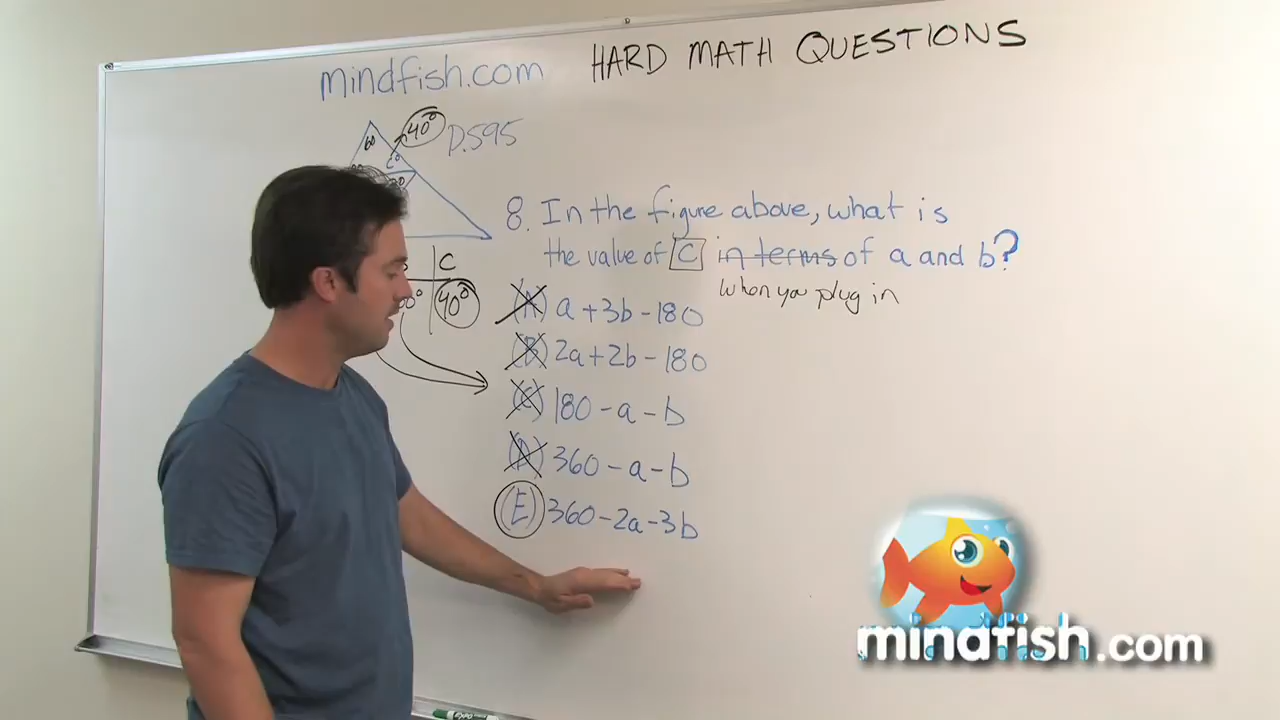 mindfish.com
HARD MATH QUESTIONS
40°
P.595
60
c°
8. In the figure above, what is
the value of C in terms of a and b?
when you plug in
C
40°
(A) a + 3b - 180
(B) 2a + 2b - 180
(C) 180 - a - b
(D) 360 - a - b
(E) 360 - 2a - 3b
EXPO
mindfish.com